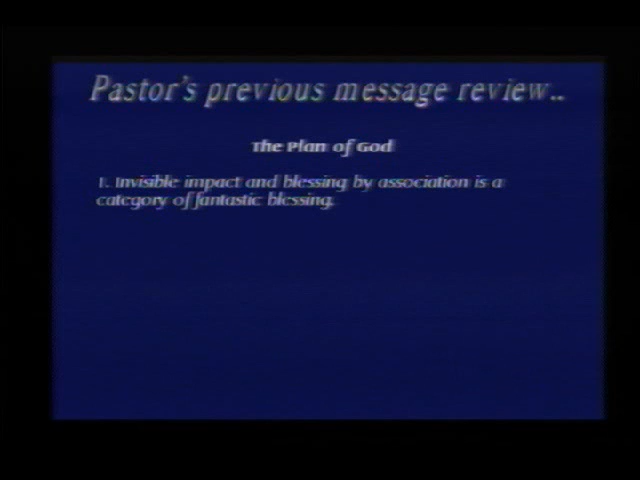 Pastor's previous message review..
The Plan of God
1. Invisible impact and blessing by association is a
category of fantastic blessing.